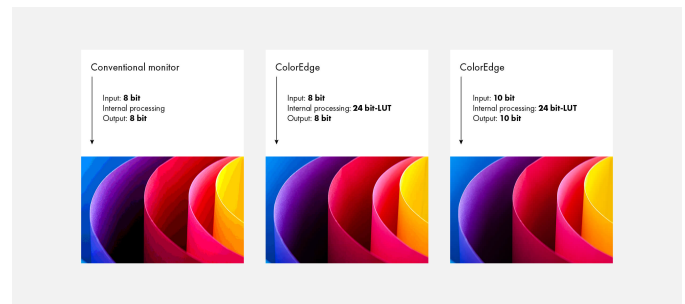 Conventional monitor
Input: 8 bit
Internal processing
Output: 8 bit
ColorEdge
Input: 8 bit
Internal processing: 24 bit-LUT
Output: 8 bit
ColorEdge
Input: 10 bit
Internal processing: 24 bit-LUT
Output: 10 bit